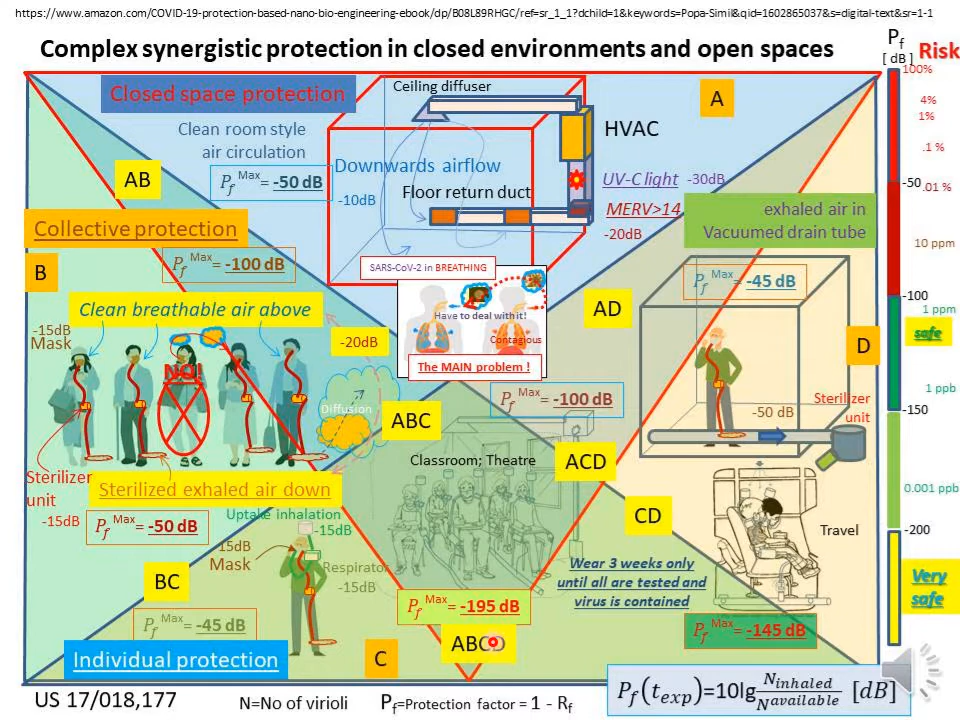 https://www.amazon.com/COVID-19-protection-based-nano-bio-engineering-ebook/dp/B08L89RHGC/ref=sr_1_1?dchild=1&keywords=Popa-Simil&qid=1602865037&s=digital-text&sr=1-1
Complex synergistic protection in closed environments and open spaces
Pf
[ dB ]
Risk
100%
4%
1%
.1 %
-50
.01 %
10 ppm
-100
1 ppm
safe
1 ppb
-150
0.001 ppb
-200
Very
safe
Closed space protection
Ceiling diffuser
A
HVAC
Clean room style
air circulation
Downwards airflow
AB
Pf Max= -50 dB
-10dB
Floor return duct
UV-C light
-30dB
MERV>14
-20dB
exhaled air in
Vacuumed drain tube
Collective protection
Pf Max= -100 dB
B
SARS-CoV-2 in BREATHING
Have to deal with it!
Contagious
The MAIN problem !
Pf Max= -45 dB
AD
D
Clean breathable air above
-15dB
Mask
-20dB
NO!
Diffusion
ABC
Pf Max= -100 dB
-50 dB
Sterilizer
unit
Classroom; Theatre
ACD
Sterilizer
unit
-15dB
Sterilized exhaled air down
Pf Max= -50 dB
Uptake inhalation
-15dB
15dB
Mask
Respirator
-15dB
CD
Travel
Wear 3 weeks only
until all are tested and
virus is contained
BC
Pf Max= -45 dB
Pf Max= -195 dB
Pf Max= -145 dB
ABCD
Individual protection
C
US 17/018,177
N=No of virioli
Pf=Protection factor = 1 - Rf
Pf(texp)=10lg Ninhaled/Navailable [dB]